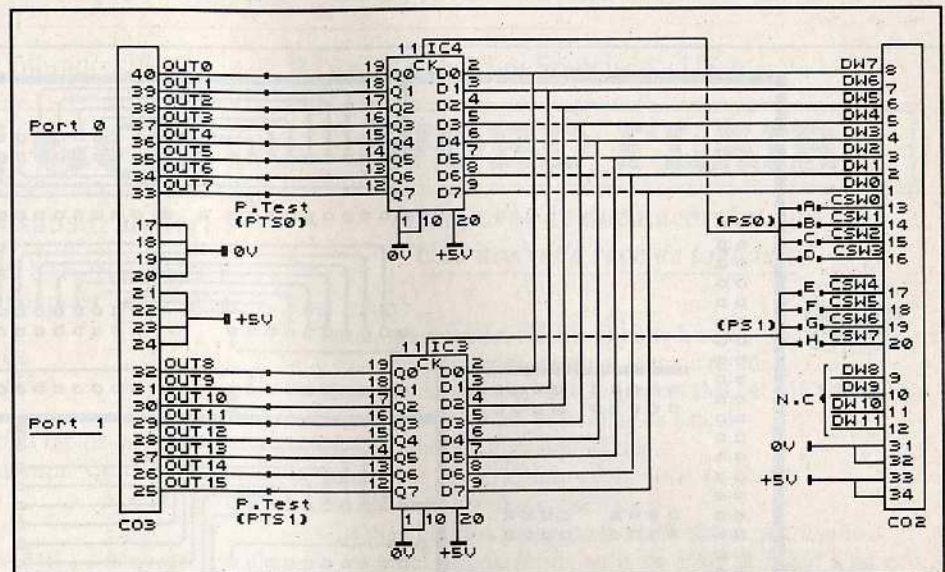 11 IC4
CK
40 OUT0 19 Q0 D0 2 DW7 8
39 OUT1 18 Q1 D1 3 DW6 7
38 OUT2 17 Q2 D2 4 DW5 6
37 OUT3 16 Q3 D3 5 DW4 5
36 OUT4 15 Q4 D4 6 DW3 4
35 OUT5 14 Q5 D5 7 DW2 3
34 OUT6 13 Q6 D6 8 DW1 2
33 OUT7 12 Q7 D7 9 DW0 1
Port 0
P.Test
(PTS0)
1 10 20
0V +5V
17
18
19
20
0V
21
22
23
24
+5V
(PS0)
A CSW0 13
B CSW1 14
C CSW2 15
D CSW3 16
E CSW4 17
F CSW5 18
(PS1) G CSW6 19
H CSW7 20
11 IC3
CK
32 OUT8 19 Q0 D0 2
31 OUT9 18 Q1 D1 3
30 OUT10 17 Q2 D2 4
29 OUT11 16 Q3 D3 5
28 OUT12 15 Q4 D4 6
27 OUT13 14 Q5 D5 7
26 OUT14 13 Q6 D6 8
25 OUT15 12 Q7 D7 9
Port 1
P.Test
(PTS1)
1 10 20
0V +5V
CO3
N.C
DW8 9
DW9 10
DW10 11
DW11 12
0V 31
32
+5V 33
34
CO2